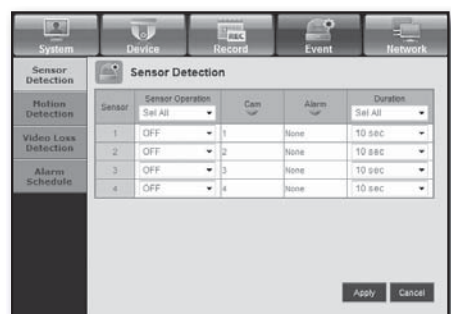 System Device Record Event Network
Sensor Detection
Motion Detection
Video Loss Detection
Alarm Schedule
Sensor Detection
Sensor Sensor Operation Cam Alarm Duration
Sel All Sel All
1 OFF 1 None 10 sec
2 OFF 2 None 10 sec
3 OFF 3 None 10 sec
4 OFF 4 None 10 sec
Apply Cancel